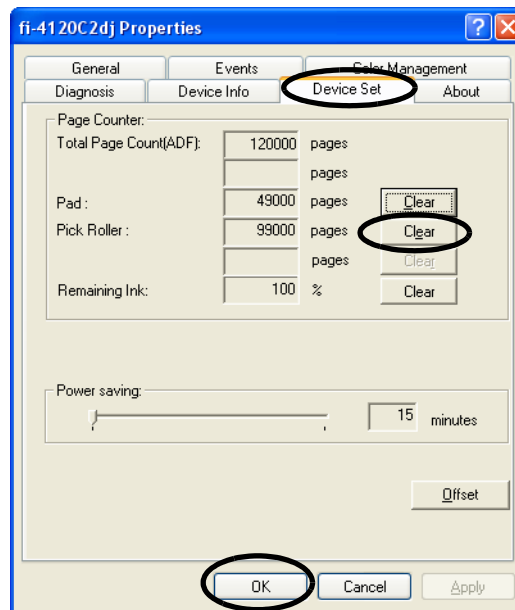 fi-4120C2dj Properties
General Events Color Management
Diagnosis Device Info Device Set About
Page Counter:
Total Page Count(ADF): 120000 pages
pages
Pad : 49000 pages Clear
Pick Roller : 99000 pages Clear
pages Clear
Remaining Ink: 100 % Clear
Power saving:
15 minutes
Offset
OK Cancel Apply